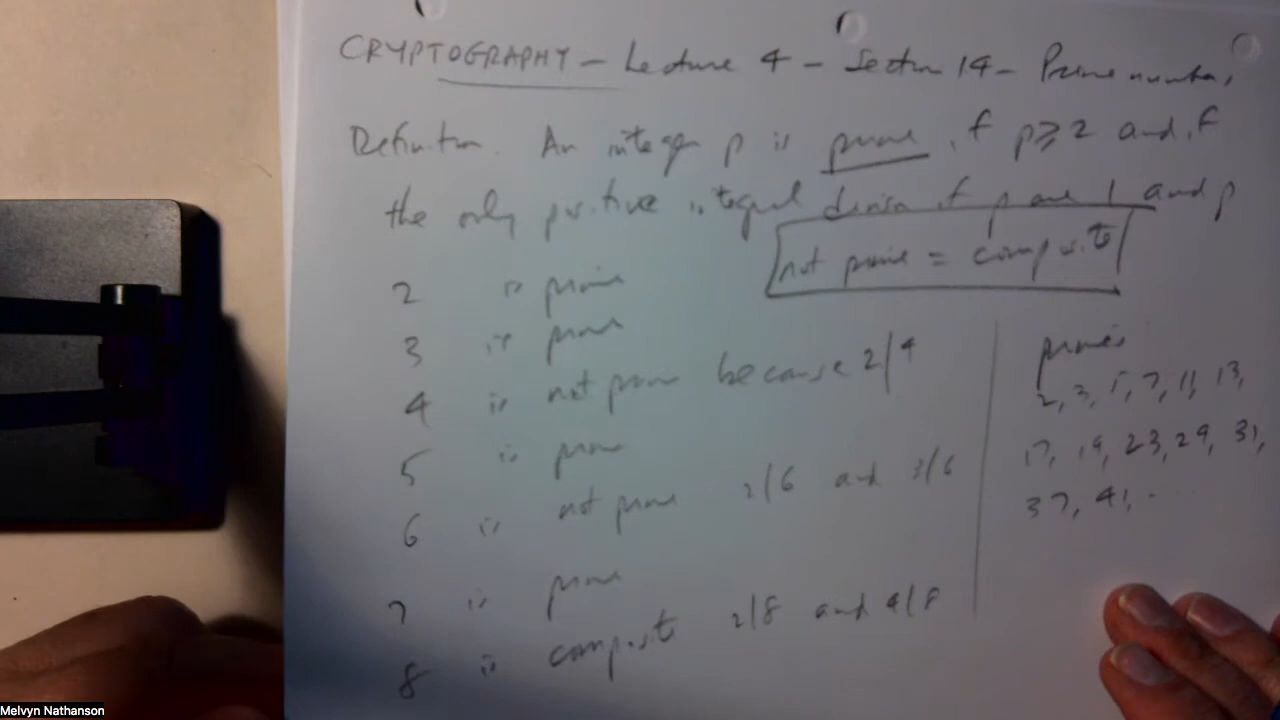 CRYPTOGRAPHY – Lecture 4 – Section 14 – Prime numbers
Definition. An integer p is prime if p ≥ 2 and if
the only positive integral divisors of p are 1 and p
not prime = composite
2 is prime
3 is prime
4 is not prime because 2|4
5 is prime
6 is not prime 2|6 and 3|6
7 is prime
8 is composite 2|8 and 4|8
primes
2, 3, 5, 7, 11, 13,
17, 19, 23, 29, 31,
37, 41, .
Melvyn Nathanson